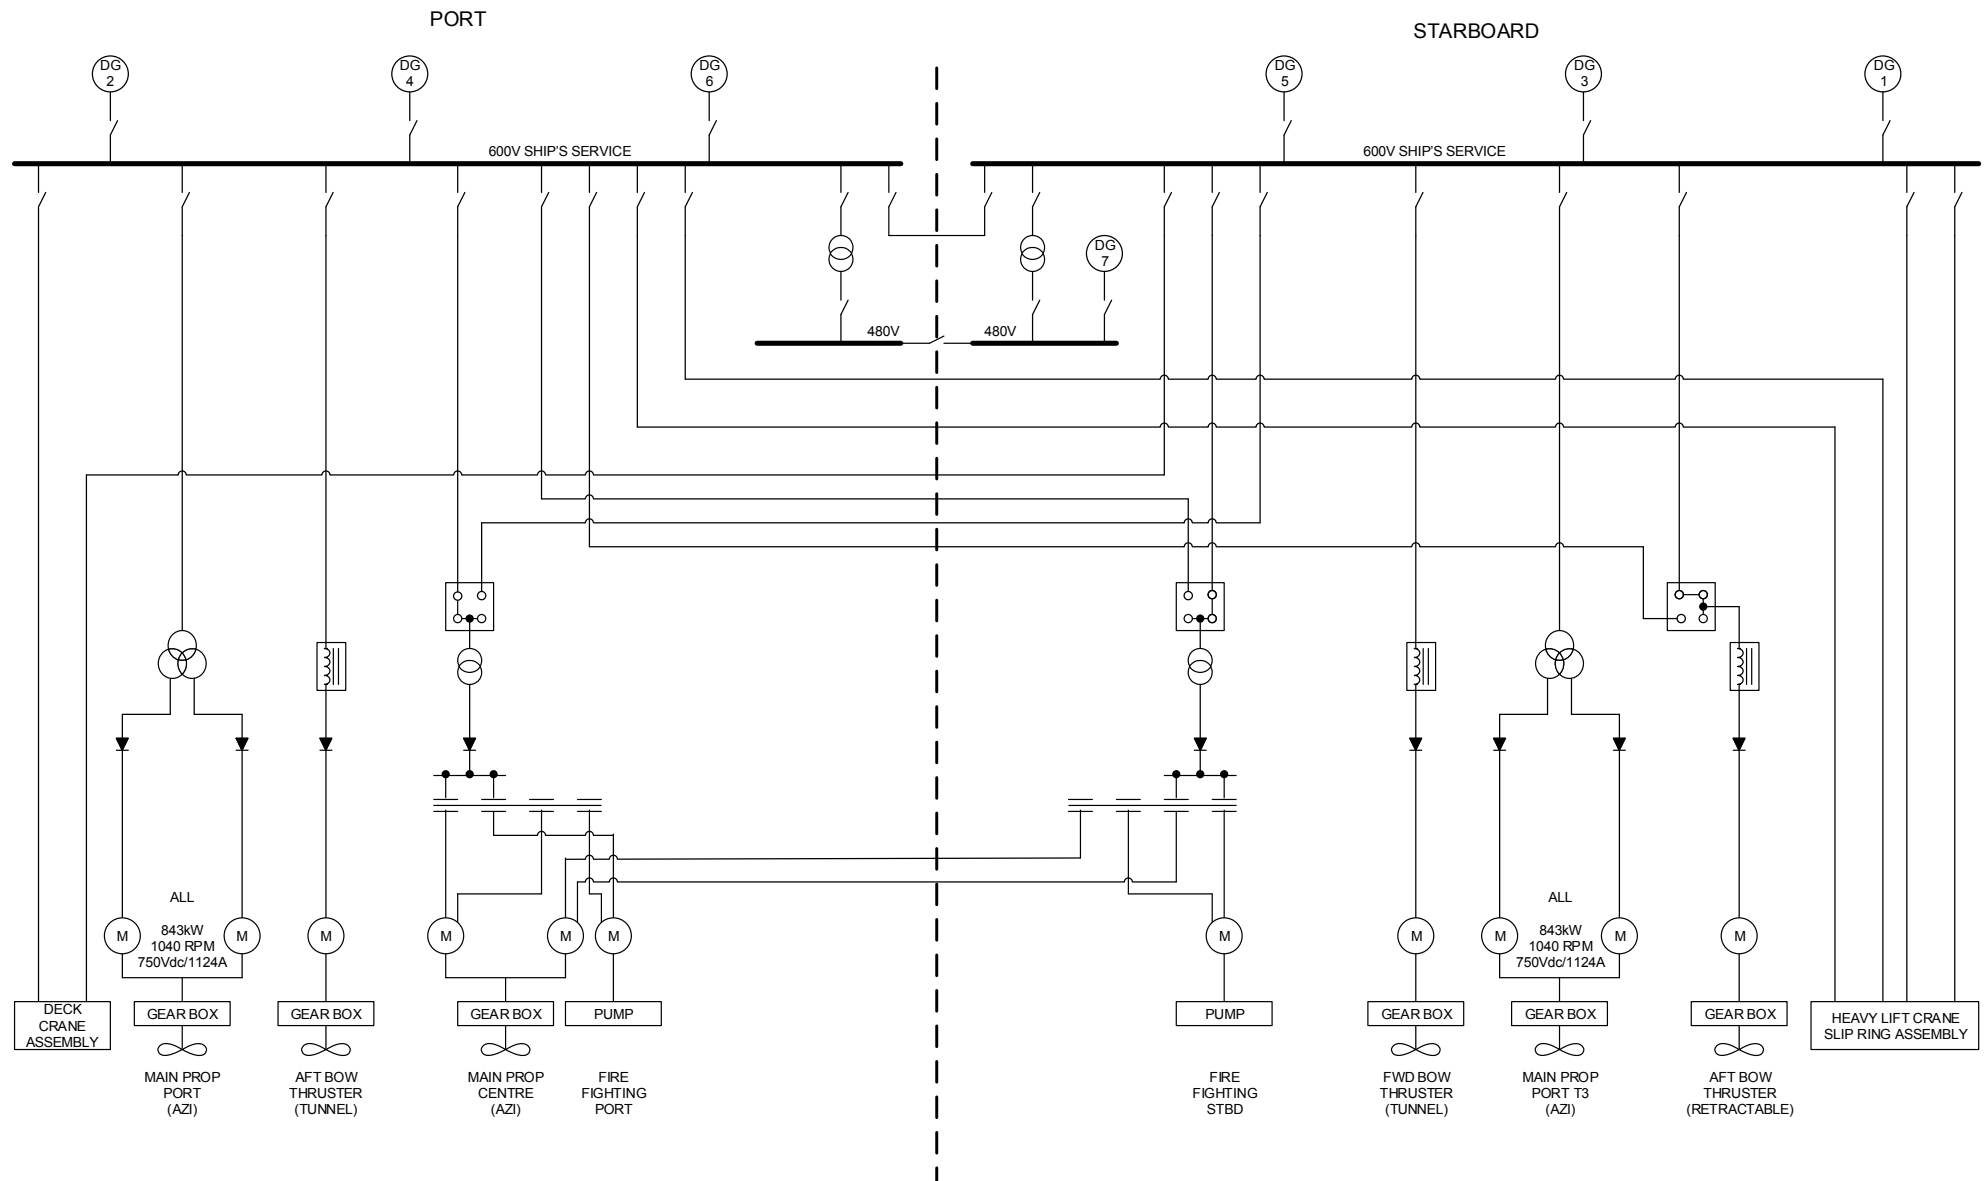 PORT
STARBOARD
DG
2
DG
4
DG
6
DG
5
DG
3
DG
1
600V SHIP'S SERVICE
600V SHIP'S SERVICE
DG
7
480V
480V
ALL
843kW
1040 RPM
750Vdc/1124A
ALL
843kW
1040 RPM
750Vdc/1124A
M
M
M
M
M
M
M
M
M
M
M
DECK
CRANE
ASSEMBLY
GEAR BOX
GEAR BOX
GEAR BOX
PUMP
PUMP
GEAR BOX
GEAR BOX
GEAR BOX
HEAVY LIFT CRANE
SLIP RING ASSEMBLY
MAIN PROP
PORT
(AZI)
AFT BOW
THRUSTER
(TUNNEL)
MAIN PROP
CENTRE
(AZI)
FIRE
FIGHTING
PORT
FIRE
FIGHTING
STBD
FWD BOW
THRUSTER
(TUNNEL)
MAIN PROP
PORT T3
(AZI)
AFT BOW
THRUSTER
(RETRACTABLE)